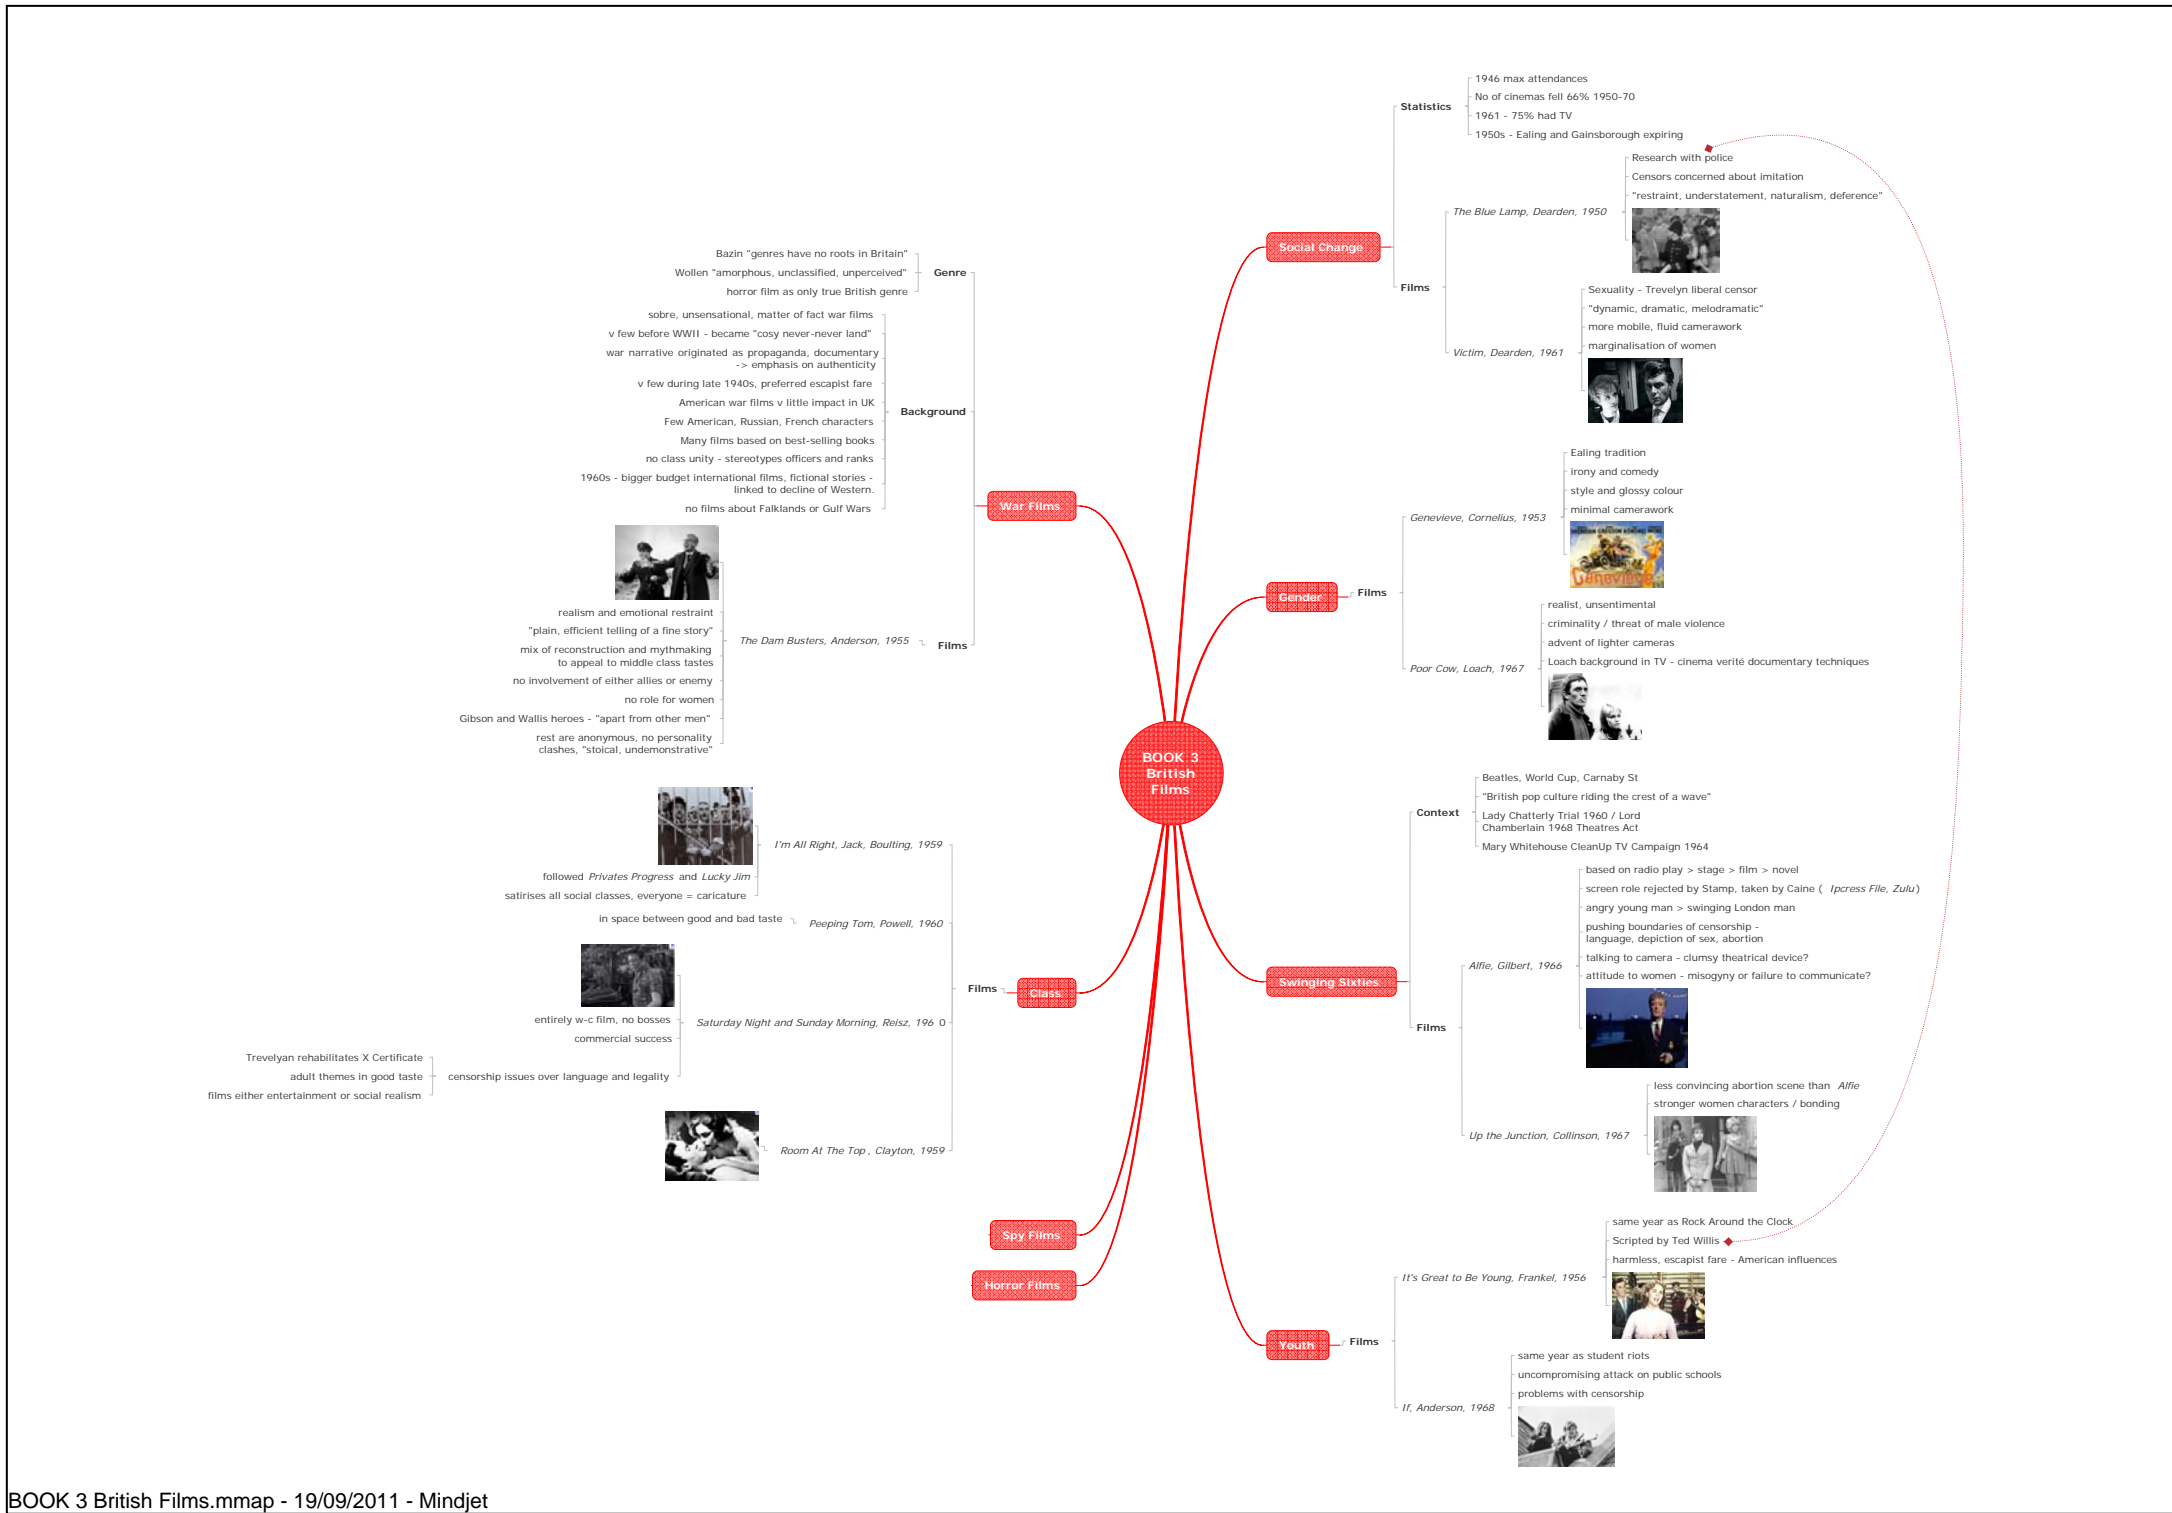 BOOK 3
British
Films
Social Change
Statistics
1946 max attendances
No of cinemas fell 66% 1950-70
1961 - 75% had TV
1950s - Ealing and Gainsborough expiring
Films
The Blue Lamp, Dearden, 1950
Research with police
Censors concerned about imitation
"restraint, understatement, naturalism, deference"
Victim, Dearden, 1961
Sexuality - Trevelyn liberal censor
"dynamic, dramatic, melodramatic"
more mobile, fluid camerawork
marginalisation of women
Gender
Films
Genevieve, Cornelius, 1953
Ealing tradition
irony and comedy
style and glossy colour
minimal camerawork
Genevieve
Poor Cow, Loach, 1967
realist, unsentimental
criminality / threat of male violence
advent of lighter cameras
Loach background in TV - cinema verité documentary techniques
Swinging Sixties
Context
Beatles, World Cup, Carnaby St
"British pop culture riding the crest of a wave"
Lady Chatterly Trial 1960 / Lord
Chamberlain 1968 Theatres Act
Mary Whitehouse CleanUp TV Campaign 1964
Films
Alfie, Gilbert, 1966
based on radio play > stage > film > novel
screen role rejected by Stamp, taken by Caine ( Ipcress File, Zulu)
angry young man > swinging London man
pushing boundaries of censorship -
language, depiction of sex, abortion
talking to camera - clumsy theatrical device?
attitude to women - misogyny or failure to communicate?
Up the Junction, Collinson, 1967
less convincing abortion scene than Alfie
stronger women characters / bonding
Youth
Films
It's Great to Be Young, Frankel, 1956
same year as Rock Around the Clock
Scripted by Ted Willis
harmless, escapist fare - American influences
If, Anderson, 1968
same year as student riots
uncompromising attack on public schools
problems with censorship
War Films
Genre
Bazin "genres have no roots in Britain"
Wollen "amorphous, unclassified, unperceived"
horror film as only true British genre
Background
sobre, unsensational, matter of fact war films
v few before WWII - became "cosy never-never land"
war narrative originated as propaganda, documentary
-> emphasis on authenticity
v few during late 1940s, preferred escapist fare
American war films v little impact in UK
Few American, Russian, French characters
Many films based on best-selling books
no class unity - stereotypes officers and ranks
1960s - bigger budget international films, fictional stories -
linked to decline of Western.
no films about Falklands or Gulf Wars
Films
The Dam Busters, Anderson, 1955
realism and emotional restraint
"plain, efficient telling of a fine story"
mix of reconstruction and mythmaking
to appeal to middle class tastes
no involvement of either allies or enemy
no role for women
Gibson and Wallis heroes - "apart from other men"
rest are anonymous, no personality
clashes, "stoical, undemonstrative"
Class
Films
I'm All Right, Jack, Boulting, 1959
followed Privates Progress and Lucky Jim
satirises all social classes, everyone = caricature
Peeping Tom, Powell, 1960
in space between good and bad taste
Saturday Night and Sunday Morning, Reisz, 196 0
entirely w-c film, no bosses
commercial success
censorship issues over language and legality
Trevelyan rehabilitates X Certificate
adult themes in good taste
films either entertainment or social realism
Room At The Top , Clayton, 1959
Spy Films
Horror Films
BOOK 3 British Films.mmap - 19/09/2011 - Mindjet